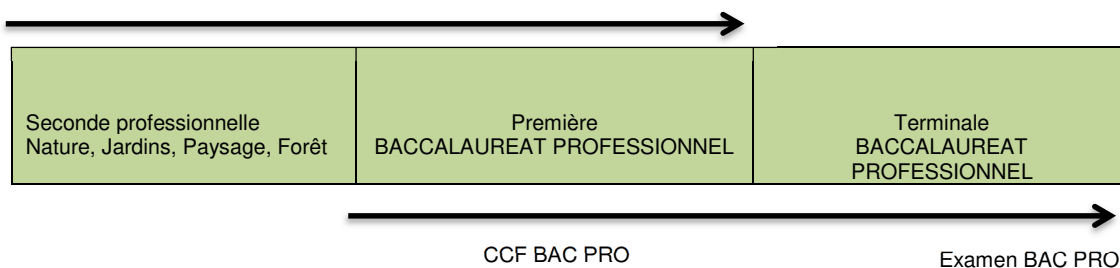 Seconde professionnelle
Nature, Jardins, Paysage, Forêt
Première
BACCALAUREAT PROFESSIONNEL
Terminale
BACCALAUREAT
PROFESSIONNEL
CCF BAC PRO
Examen BAC PRO